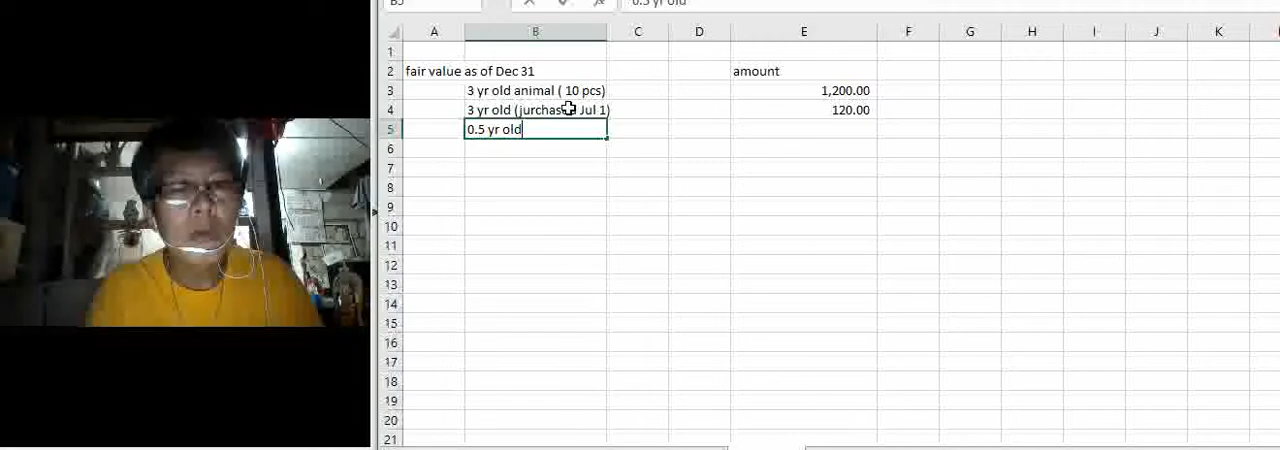 0.5 yr old
A B C D E F G H I J K
1
2 fair value as of Dec 31 amount
3 3 yr old animal ( 10 pcs) 1,200.00
4 3 yr old (jurchas Jul 1) 120.00
5 0.5 yr old
6
7
8
9
10
11
12
13
14
15
16
17
18
19
20
21